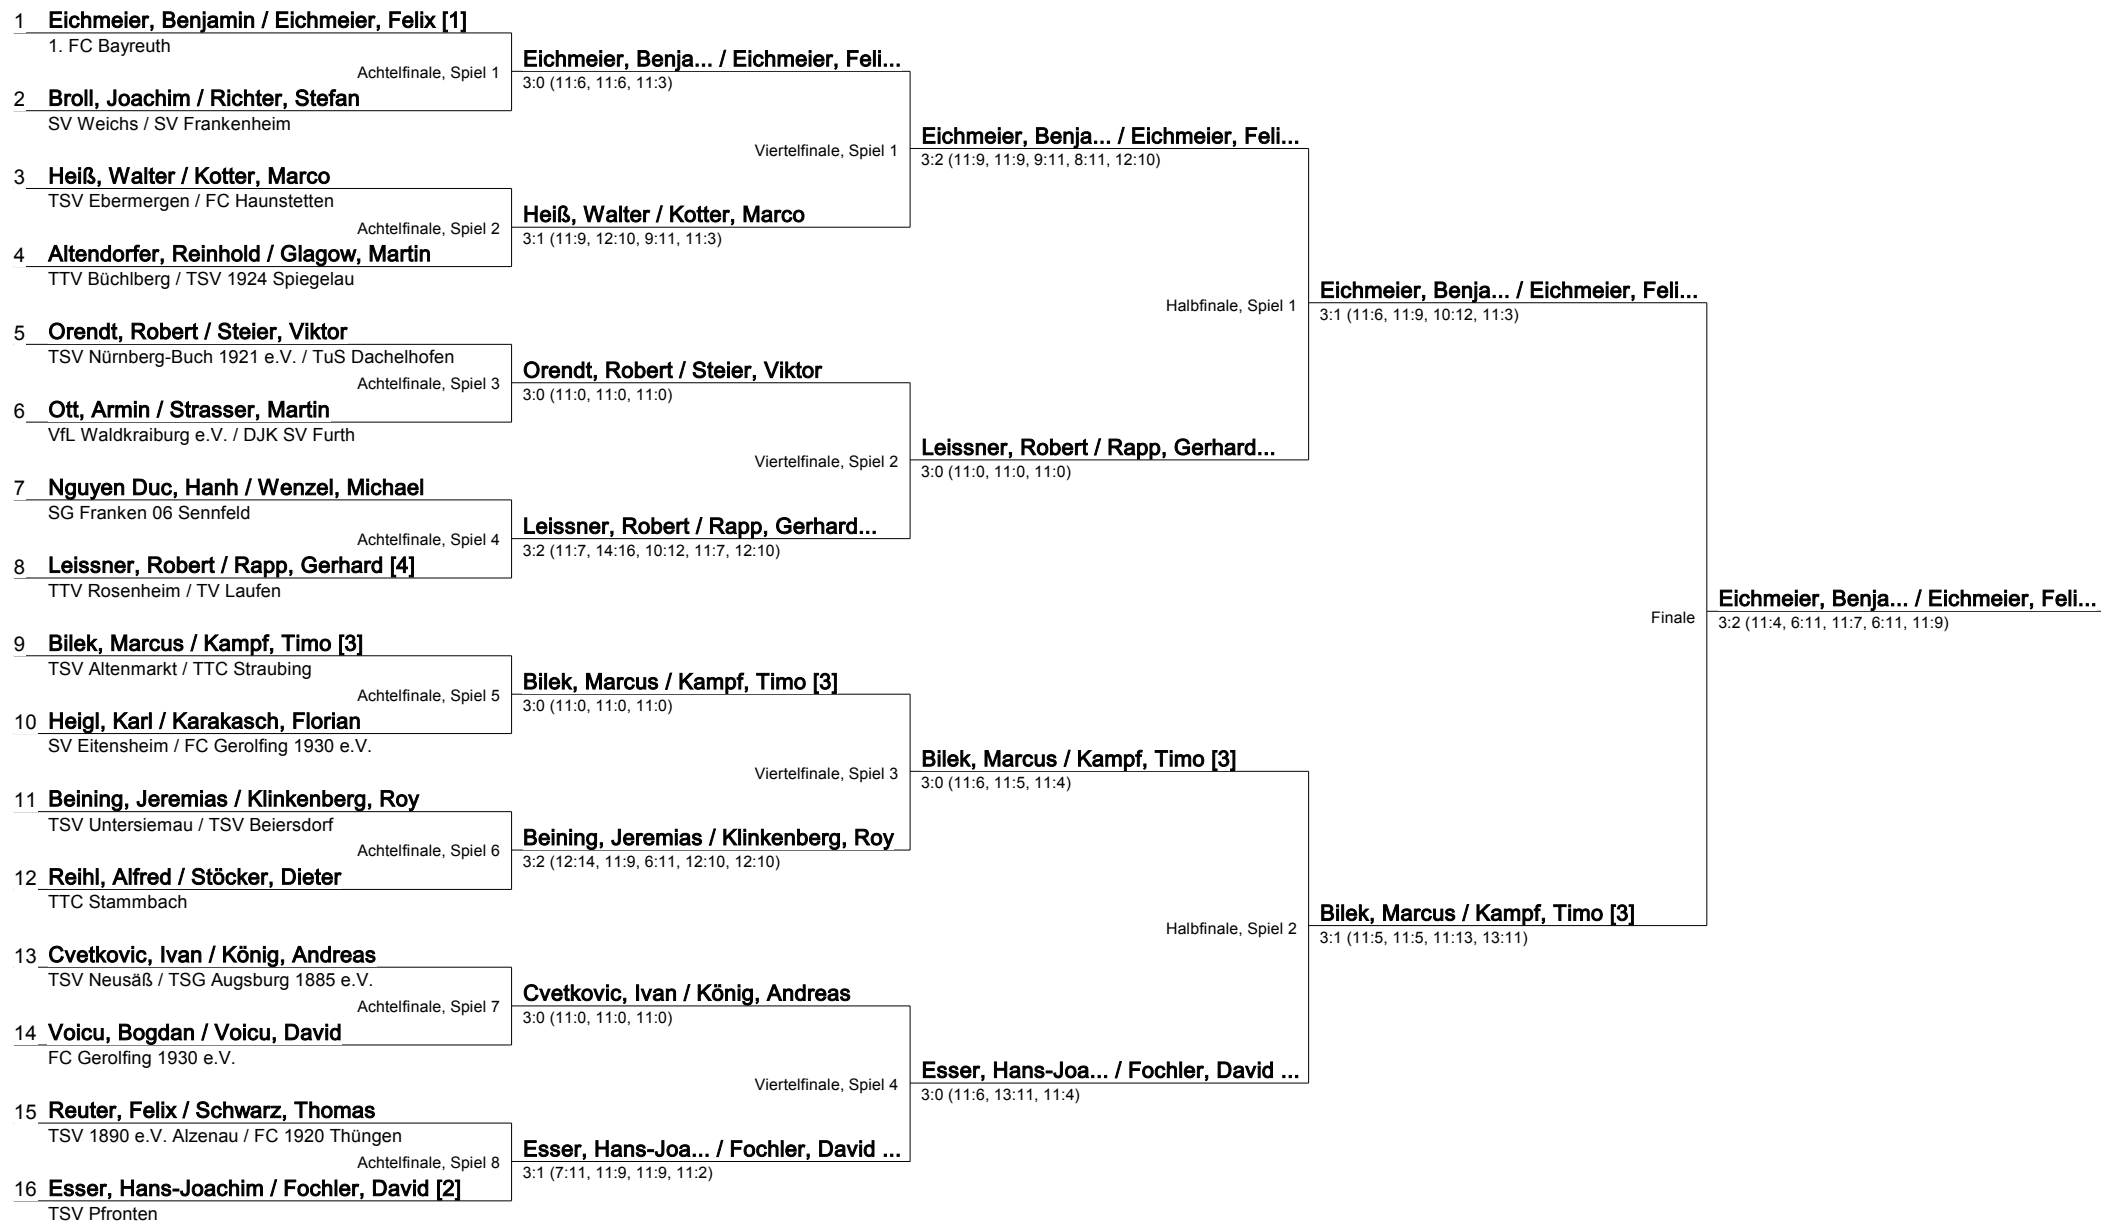 1 Eichmeier, Benjamin / Eichmeier, Felix [1]
1. FC Bayreuth
Achtelfinale, Spiel 1
2 Broll, Joachim / Richter, Stefan
SV Weichs / SV Frankenheim
3 Heiß, Walter / Kotter, Marco
TSV Ebermergen / FC Haunstetten
Achtelfinale, Spiel 2
4 Altendorfer, Reinhold / Glagow, Martin
TTV Büchlberg / TSV 1924 Spiegelau
5 Orendt, Robert / Steier, Viktor
TSV Nürnberg-Buch 1921 e.V. / TuS Dachelhofen
Achtelfinale, Spiel 3
6 Ott, Armin / Strasser, Martin
VfL Waldkraiburg e.V. / DJK SV Furth
7 Nguyen Duc, Hanh / Wenzel, Michael
SG Franken 06 Sennfeld
Achtelfinale, Spiel 4
8 Leissner, Robert / Rapp, Gerhard [4]
TTV Rosenheim / TV Laufen
9 Bilek, Marcus / Kampf, Timo [3]
TSV Altenmarkt / TTC Straubing
Achtelfinale, Spiel 5
10 Heigl, Karl / Karakasch, Florian
SV Eitensheim / FC Gerolfing 1930 e.V.
11 Beining, Jeremias / Klinkenberg, Roy
TSV Untersiemau / TSV Beiersdorf
Achtelfinale, Spiel 6
12 Reihl, Alfred / Stöcker, Dieter
TTC Stammbach
13 Cvetkovic, Ivan / König, Andreas
TSV Neusäß / TSG Augsburg 1885 e.V.
Achtelfinale, Spiel 7
14 Voicu, Bogdan / Voicu, David
FC Gerolfing 1930 e.V.
15 Reuter, Felix / Schwarz, Thomas
TSV 1890 e.V. Alzenau / FC 1920 Thüngen
Achtelfinale, Spiel 8
16 Esser, Hans-Joachim / Fochler, David [2]
TSV Pfronten
Eichmeier, Benja... / Eichmeier, Feli...
3:0 (11:6, 11:6, 11:3)
Viertelfinale, Spiel 1
Heiß, Walter / Kotter, Marco
3:1 (11:9, 12:10, 9:11, 11:3)
Orendt, Robert / Steier, Viktor
3:0 (11:0, 11:0, 11:0)
Viertelfinale, Spiel 2
Leissner, Robert / Rapp, Gerhard...
3:2 (11:7, 14:16, 10:12, 11:7, 12:10)
Bilek, Marcus / Kampf, Timo [3]
3:0 (11:0, 11:0, 11:0)
Viertelfinale, Spiel 3
Beining, Jeremias / Klinkenberg, Roy
3:2 (12:14, 11:9, 6:11, 12:10, 12:10)
Cvetkovic, Ivan / König, Andreas
3:0 (11:0, 11:0, 11:0)
Viertelfinale, Spiel 4
Esser, Hans-Joa... / Fochler, David ...
3:1 (7:11, 11:9, 11:9, 11:2)
Eichmeier, Benja... / Eichmeier, Feli...
3:2 (11:9, 11:9, 9:11, 8:11, 12:10)
Halbfinale, Spiel 1
Leissner, Robert / Rapp, Gerhard...
3:0 (11:0, 11:0, 11:0)
Bilek, Marcus / Kampf, Timo [3]
3:0 (11:6, 11:5, 11:4)
Halbfinale, Spiel 2
Esser, Hans-Joa... / Fochler, David ...
3:0 (11:6, 13:11, 11:4)
Eichmeier, Benja... / Eichmeier, Feli...
3:1 (11:6, 11:9, 10:12, 11:3)
Finale
Bilek, Marcus / Kampf, Timo [3]
3:1 (11:5, 11:5, 11:13, 13:11)
Eichmeier, Benja... / Eichmeier, Feli...
3:2 (11:4, 6:11, 11:7, 6:11, 11:9)